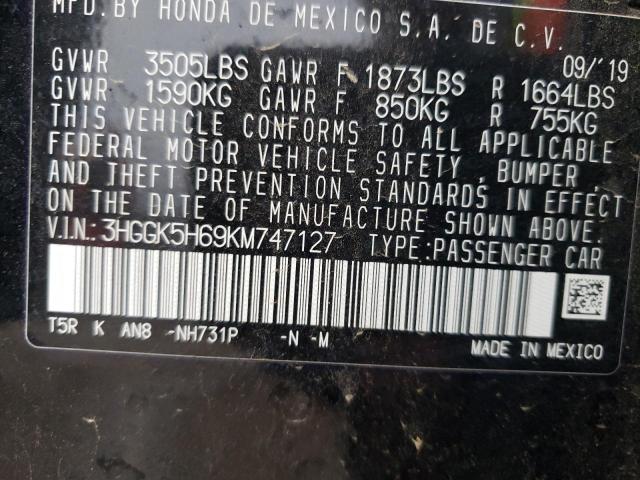 MFD. BY HONDA DE MEXICO S.A. DE C.V.
09/'19
GVWR 3505LBS GAWR F 1873LBS R 1664LBS
GVWR 1590KG GAWR F 850KG R 755KG
THIS VEHICLE CONFORMS TO ALL APPLICABLE
FEDERAL MOTOR VEHICLE SAFETY, BUMPER,
AND THEFT PREVENTION STANDARDS IN EFFECT
ON THE DATE OF MANUFACTURE SHOWN ABOVE.
V.I.N.: 3HGGK5H69KM747127 TYPE: PASSENGER CAR
T5R K AN8 -NH731P -N -M
MADE IN MEXICO